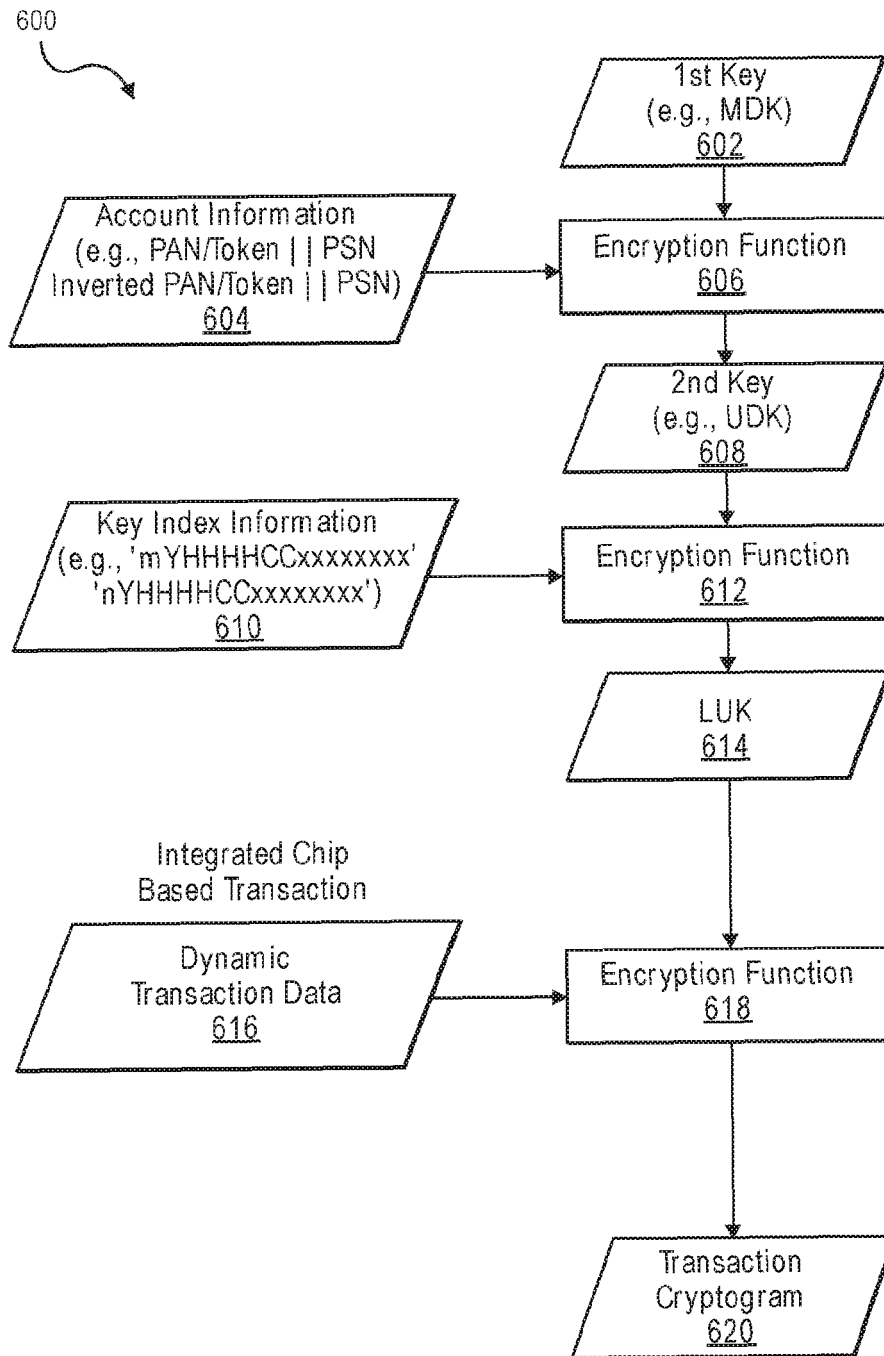 600
1st Key
(e.g., MDK)
602
Account Information
(e.g., PAN/Token | | PSN
Inverted PAN/Token | | PSN)
604
Encryption Function
606
2nd Key
(e.g., UDK)
608
Key Index Information
(e.g., 'mYHHHHCCxxxxxxxx'
'nYHHHHCCxxxxxxxx')
610
Encryption Function
612
LUK
614
Integrated Chip
Based Transaction
Dynamic
Transaction Data
616
Encryption Function
618
Transaction
Cryptogram
620